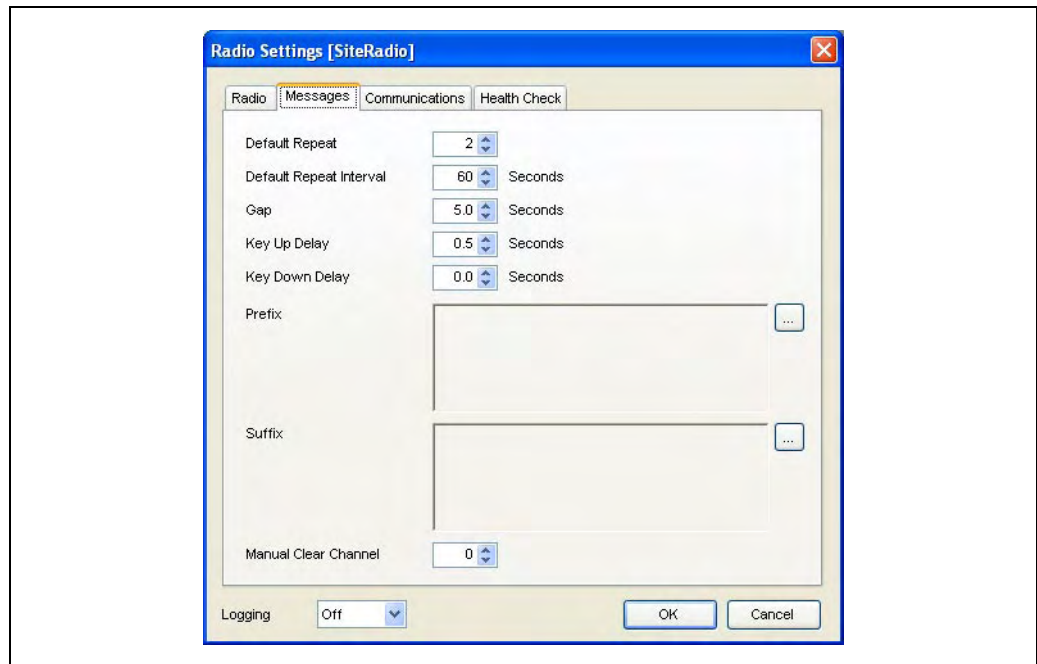 Radio Settings [SiteRadio]
Radio Messages Communications Health Check
Default Repeat 2
Default Repeat Interval 60 Seconds
Gap 5.0 Seconds
Key Up Delay 0.5 Seconds
Key Down Delay 0.0 Seconds
Prefix ...
Suffix ...
Manual Clear Channel 0
Logging Off OK Cancel